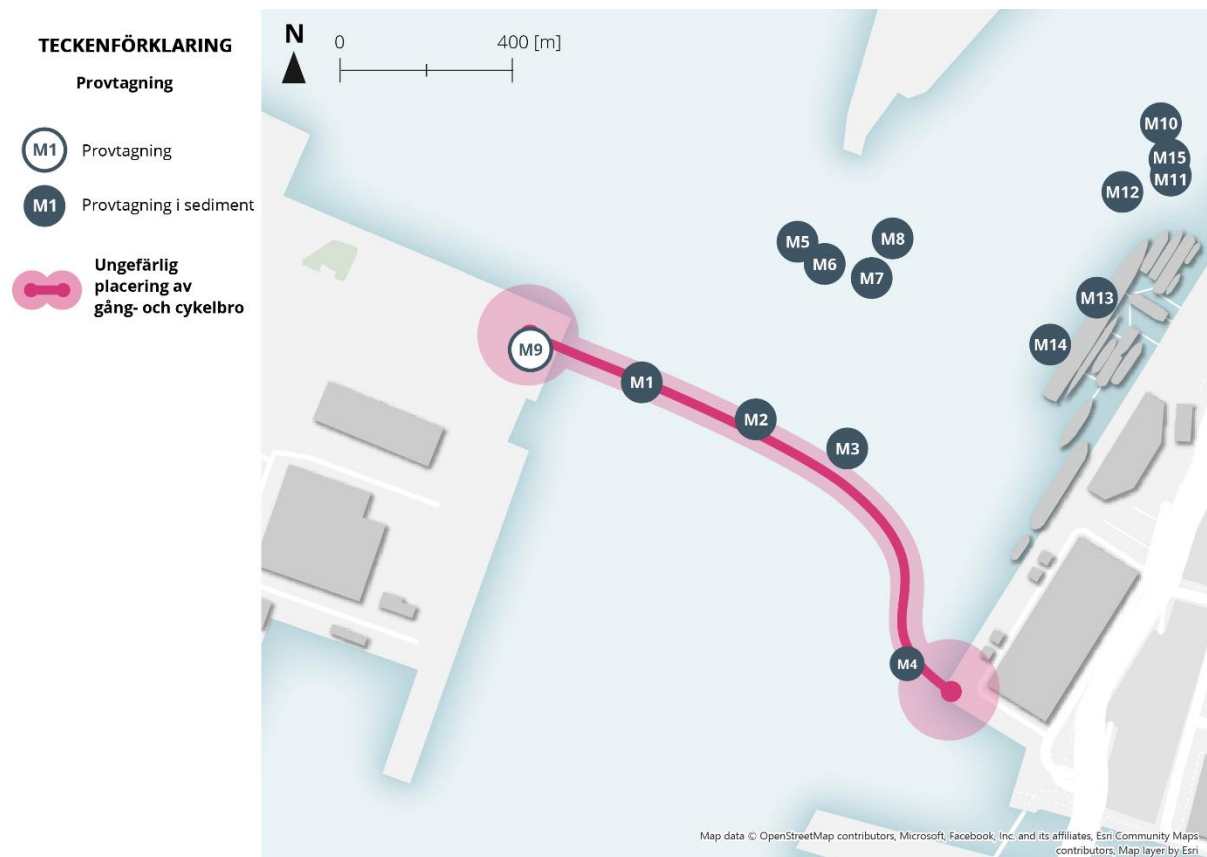 TECKENFÖRKLARING
Provtagning
M1 Provtagning
M1 Provtagning i sediment
Ungefärlig
placering av
gång- och cykelbro
N
0 400 [m]
M10
M15
M11
M12
M5
M8
M6
M7
M13
M14
M9
M1
M2
M3
M4
Map data © OpenStreetMap contributors, Microsoft, Facebook, Inc. and its affiliates, Esri Community Maps
contributors, Map layer by Esri